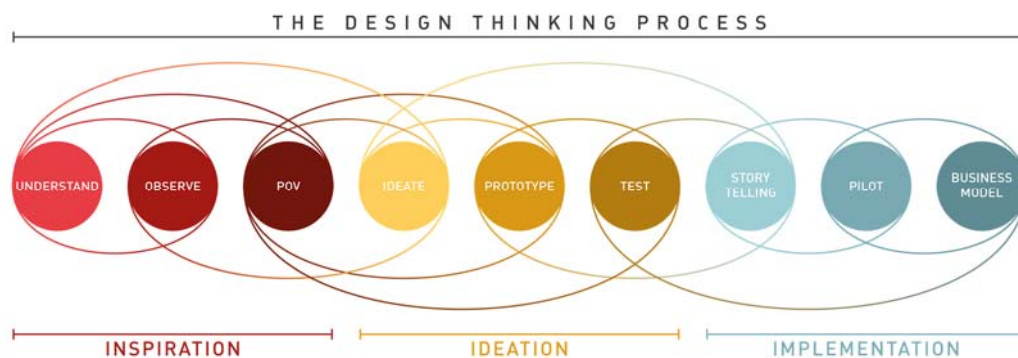 THE DESIGN THINKING PROCESS
UNDERSTAND
OBSERVE
POV
IDEATE
PROTOTYPE
TEST
STORY
TELLING
PILOT
BUSINESS
MODEL
INSPIRATION
IDEATION
IMPLEMENTATION